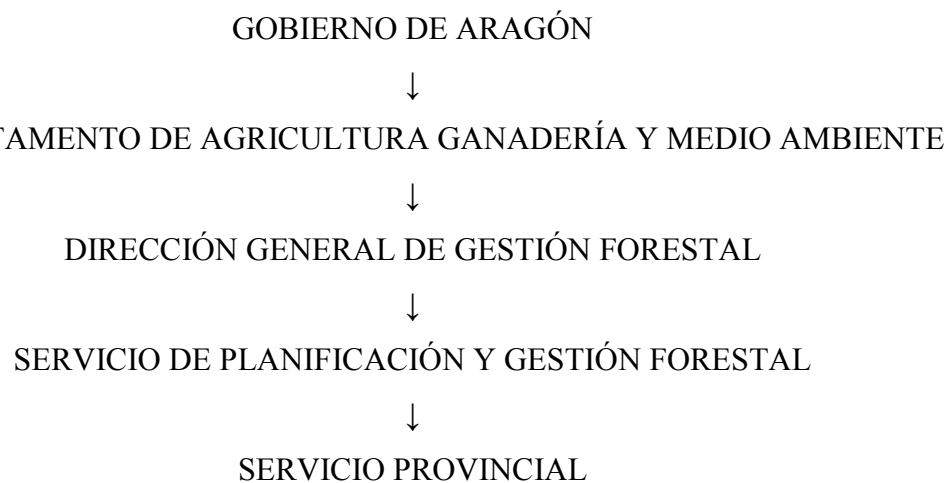 GOBIERNO DE ARAGÓN
↓
TAMENTO DE AGRICULTURA GANADERÍA Y MEDIO AMBIENTE
↓
DIRECCIÓN GENERAL DE GESTIÓN FORESTAL
↓
SERVICIO DE PLANIFICACIÓN Y GESTIÓN FORESTAL
↓
SERVICIO PROVINCIAL